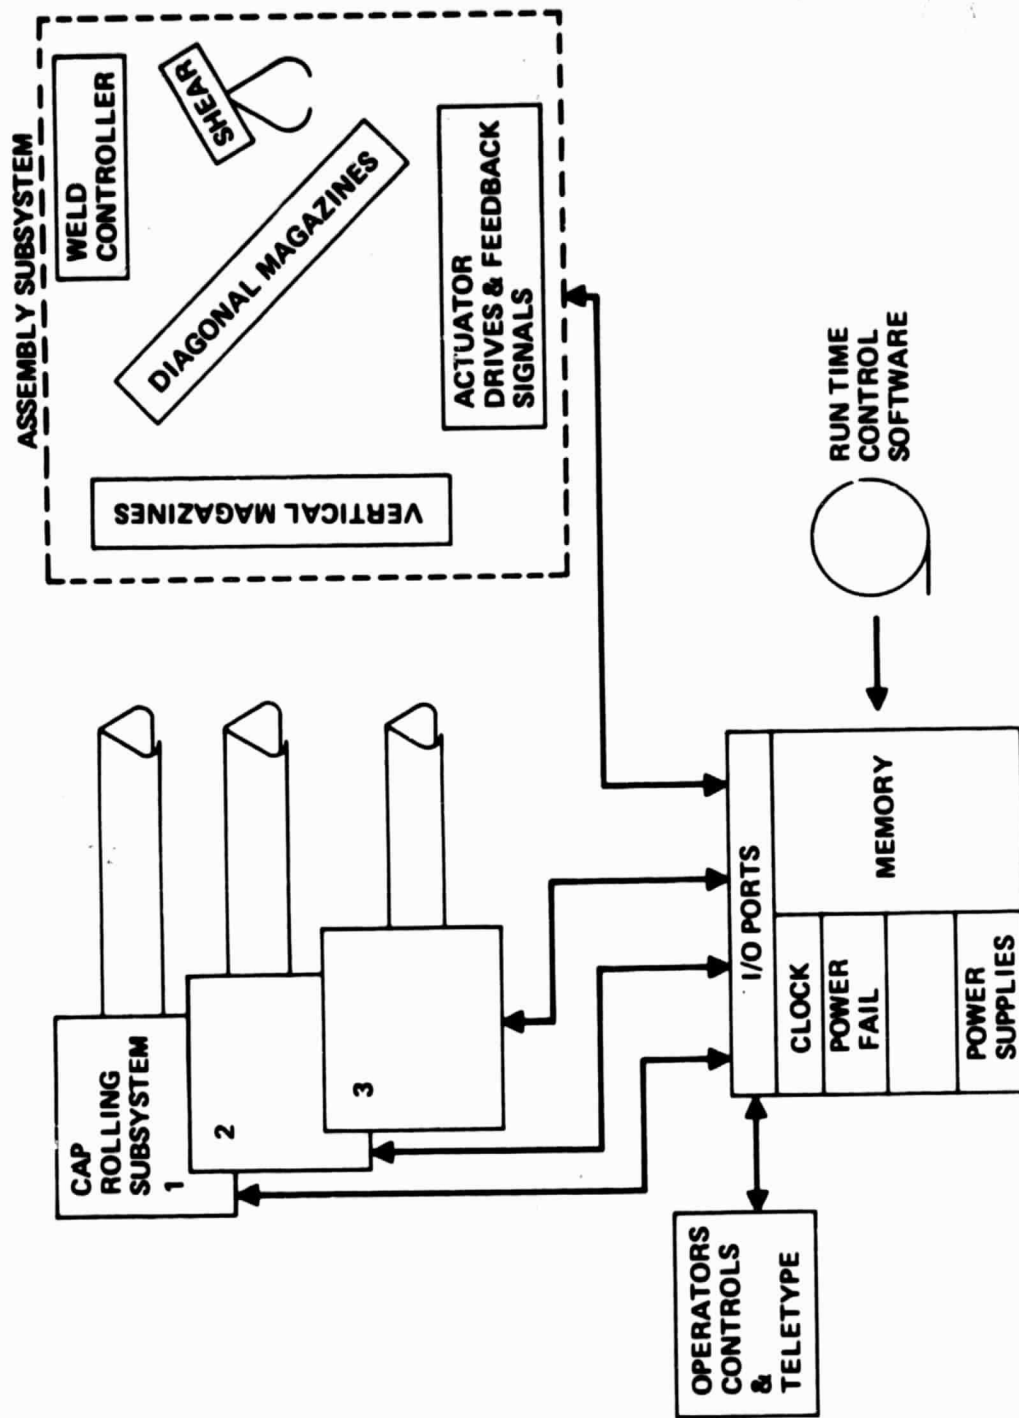 CAP
ROLLING
SUBSYSTEM
1
2
3
ASSEMBLY SUBSYSTEM
VERTICAL MAGAZINES
DIAGONAL MAGAZINES
WELD
CONTROLLER
SHEAR
ACTUATOR
DRIVES & FEEDBACK
SIGNALS
OPERATORS
CONTROLS
&
TELETYPE
I/O PORTS
CLOCK
POWER
FAIL
POWER
SUPPLIES
MEMORY
RUN TIME
CONTROL
SOFTWARE